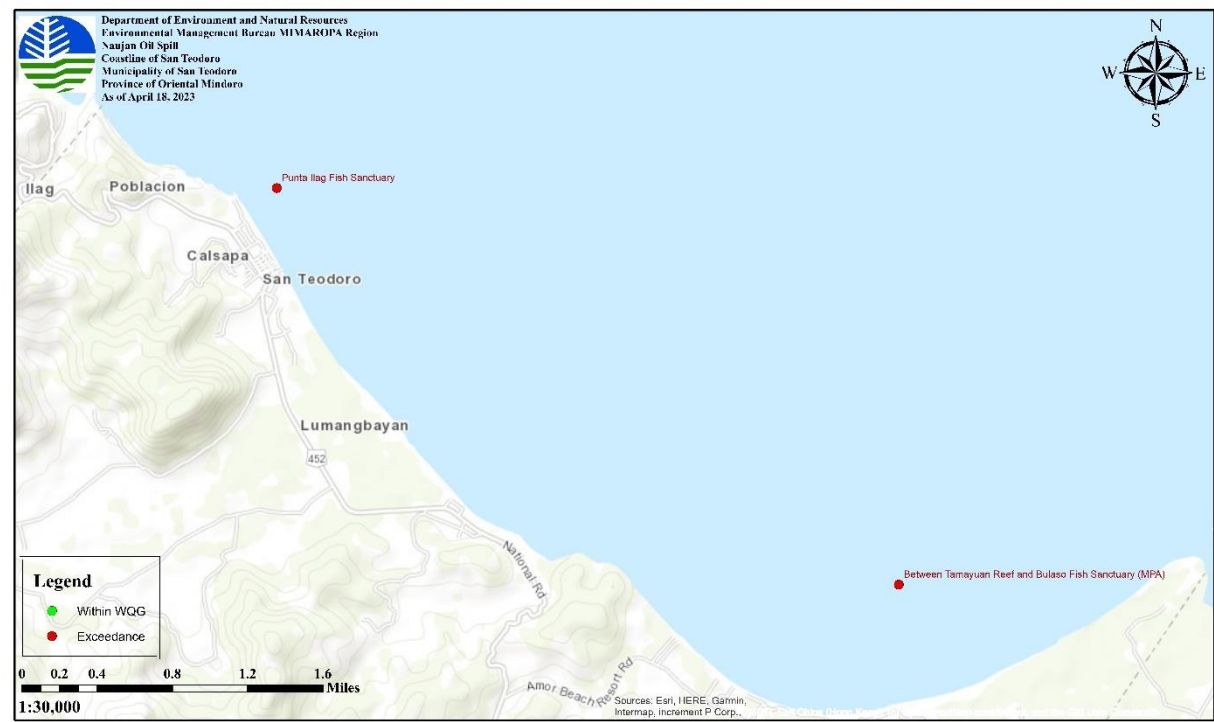 Department of Environment and Natural Resources
Environmental Management Bureau MIMAROPA Region
Naujan Oil Spill
Coastline of San Teodoro
Municipality of San Teodoro
Province of Oriental Mindoro
As of April 18, 2023
N
W E
S
Punta Ilag Fish Sanctuary
Ilag
Poblacion
Calsapa
San Teodoro
Lumangbayan
452
National Rd
Between Tamayuan Reef and Bulaso Fish Sanctuary (MPA)
Legend
Within WQG
Exceedance
0 0.2 0.4 0.8 1.2 1.6
Miles
1:30,000
Amor Beach Resort Rd
Sources: Esri, HERE, Garmin,
Intermap, increment P Corp.,